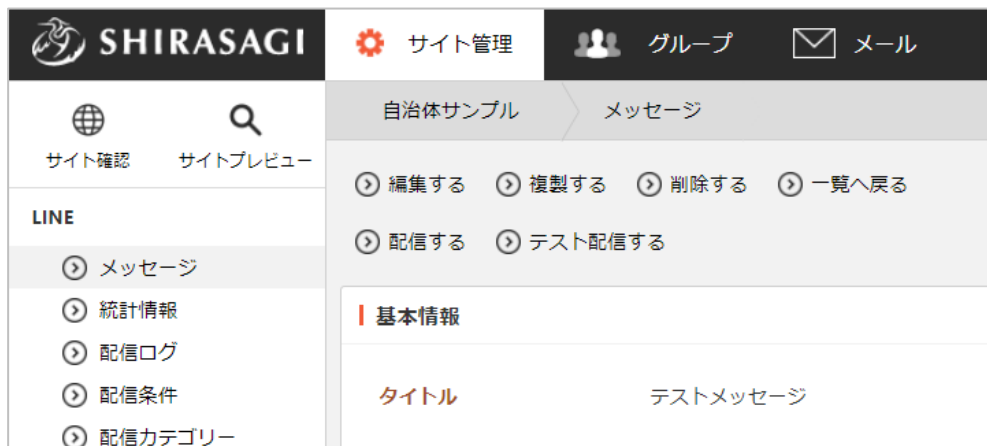 SHIRASAGI
サイト管理 グループ メール
サイト確認 サイトプレビュー
自治体サンプル メッセージ
編集する 複製する 削除する 一覧へ戻る
配信する テスト配信する
LINE
メッセージ
統計情報
配信ログ
配信条件
配信カテゴリー
基本情報
タイトル テストメッセージ